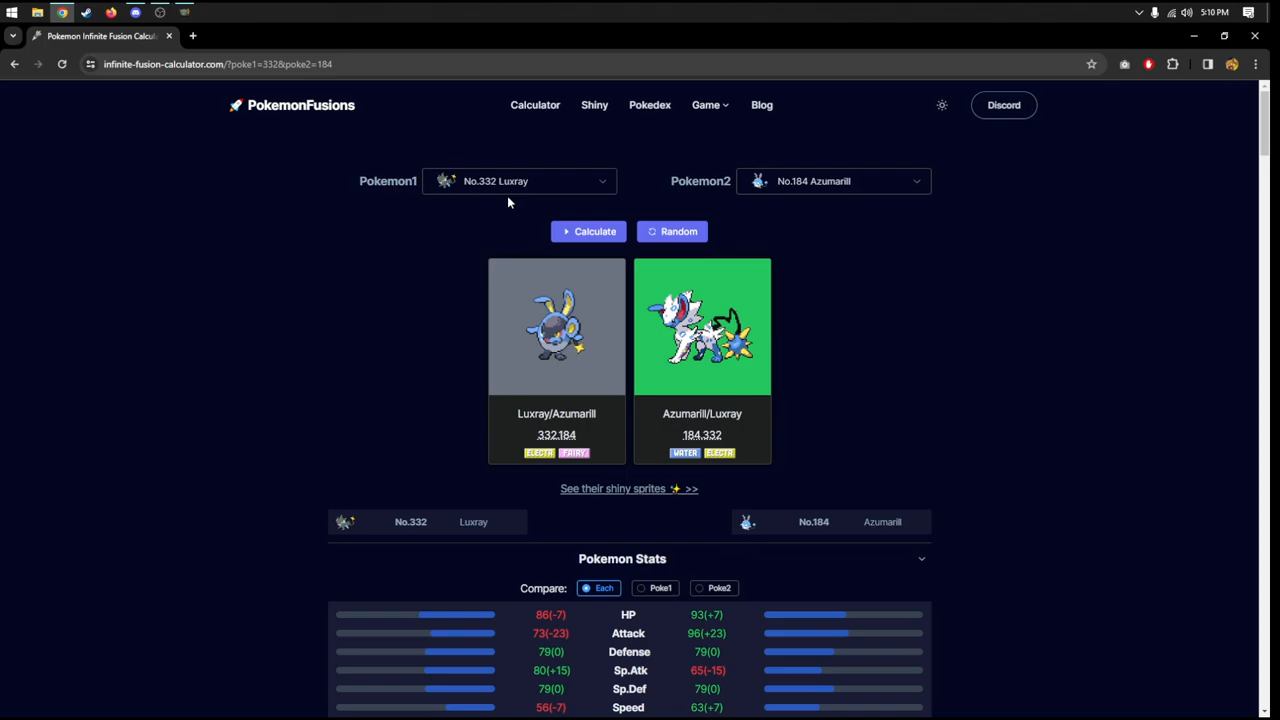 5:10 PM
Pokemon Infinite Fusion Calcul
infinite-fusion-calculator.com/?poke1=332&poke2=184
PokemonFusions Calculator Shiny Pokedex Game Blog Discord
Pokemon1 No.332 Luxray Pokemon2 No.184 Azumarill
Calculate Random
Luxray/Azumarill Azumarill/Luxray
332.184 184.332
ELECTR FAIRY WATER ELECTR
See their shiny sprites ✨ >>
No.332 Luxray No.184 Azumarill
Pokemon Stats
Compare: Each Poke1 Poke2
86(-7) HP 93(+7)
73(-23) Attack 96(+23)
79(0) Defense 79(0)
80(+15) Sp.Atk 65(-15)
79(0) Sp.Def 79(0)
56(-7) Speed 63(+7)